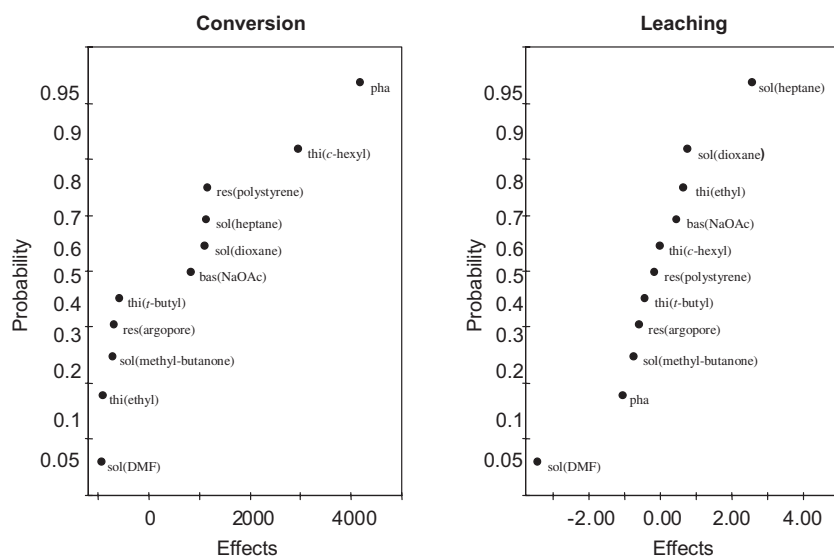 Conversion
Probability
0.95
0.9
0.8
0.7
0.6
0.5
0.4
0.3
0.2
0.1
0.05
pha
thi(c-hexyl)
res(polystyrene)
sol(heptane)
sol(dioxane)
bas(NaOAc)
thi(t-butyl)
res(argopore)
sol(methyl-butanone)
thi(ethyl)
sol(DMF)
0 2000 4000
Effects
Leaching
Probability
0.95
0.9
0.8
0.7
0.6
0.5
0.4
0.3
0.2
0.1
0.05
sol(heptane)
sol(dioxane)
thi(ethyl)
bas(NaOAc)
thi(c-hexyl)
res(polystyrene)
thi(t-butyl)
res(argopore)
sol(methyl-butanone)
pha
sol(DMF)
-2.00 0.00 2.00 4.00
Effects